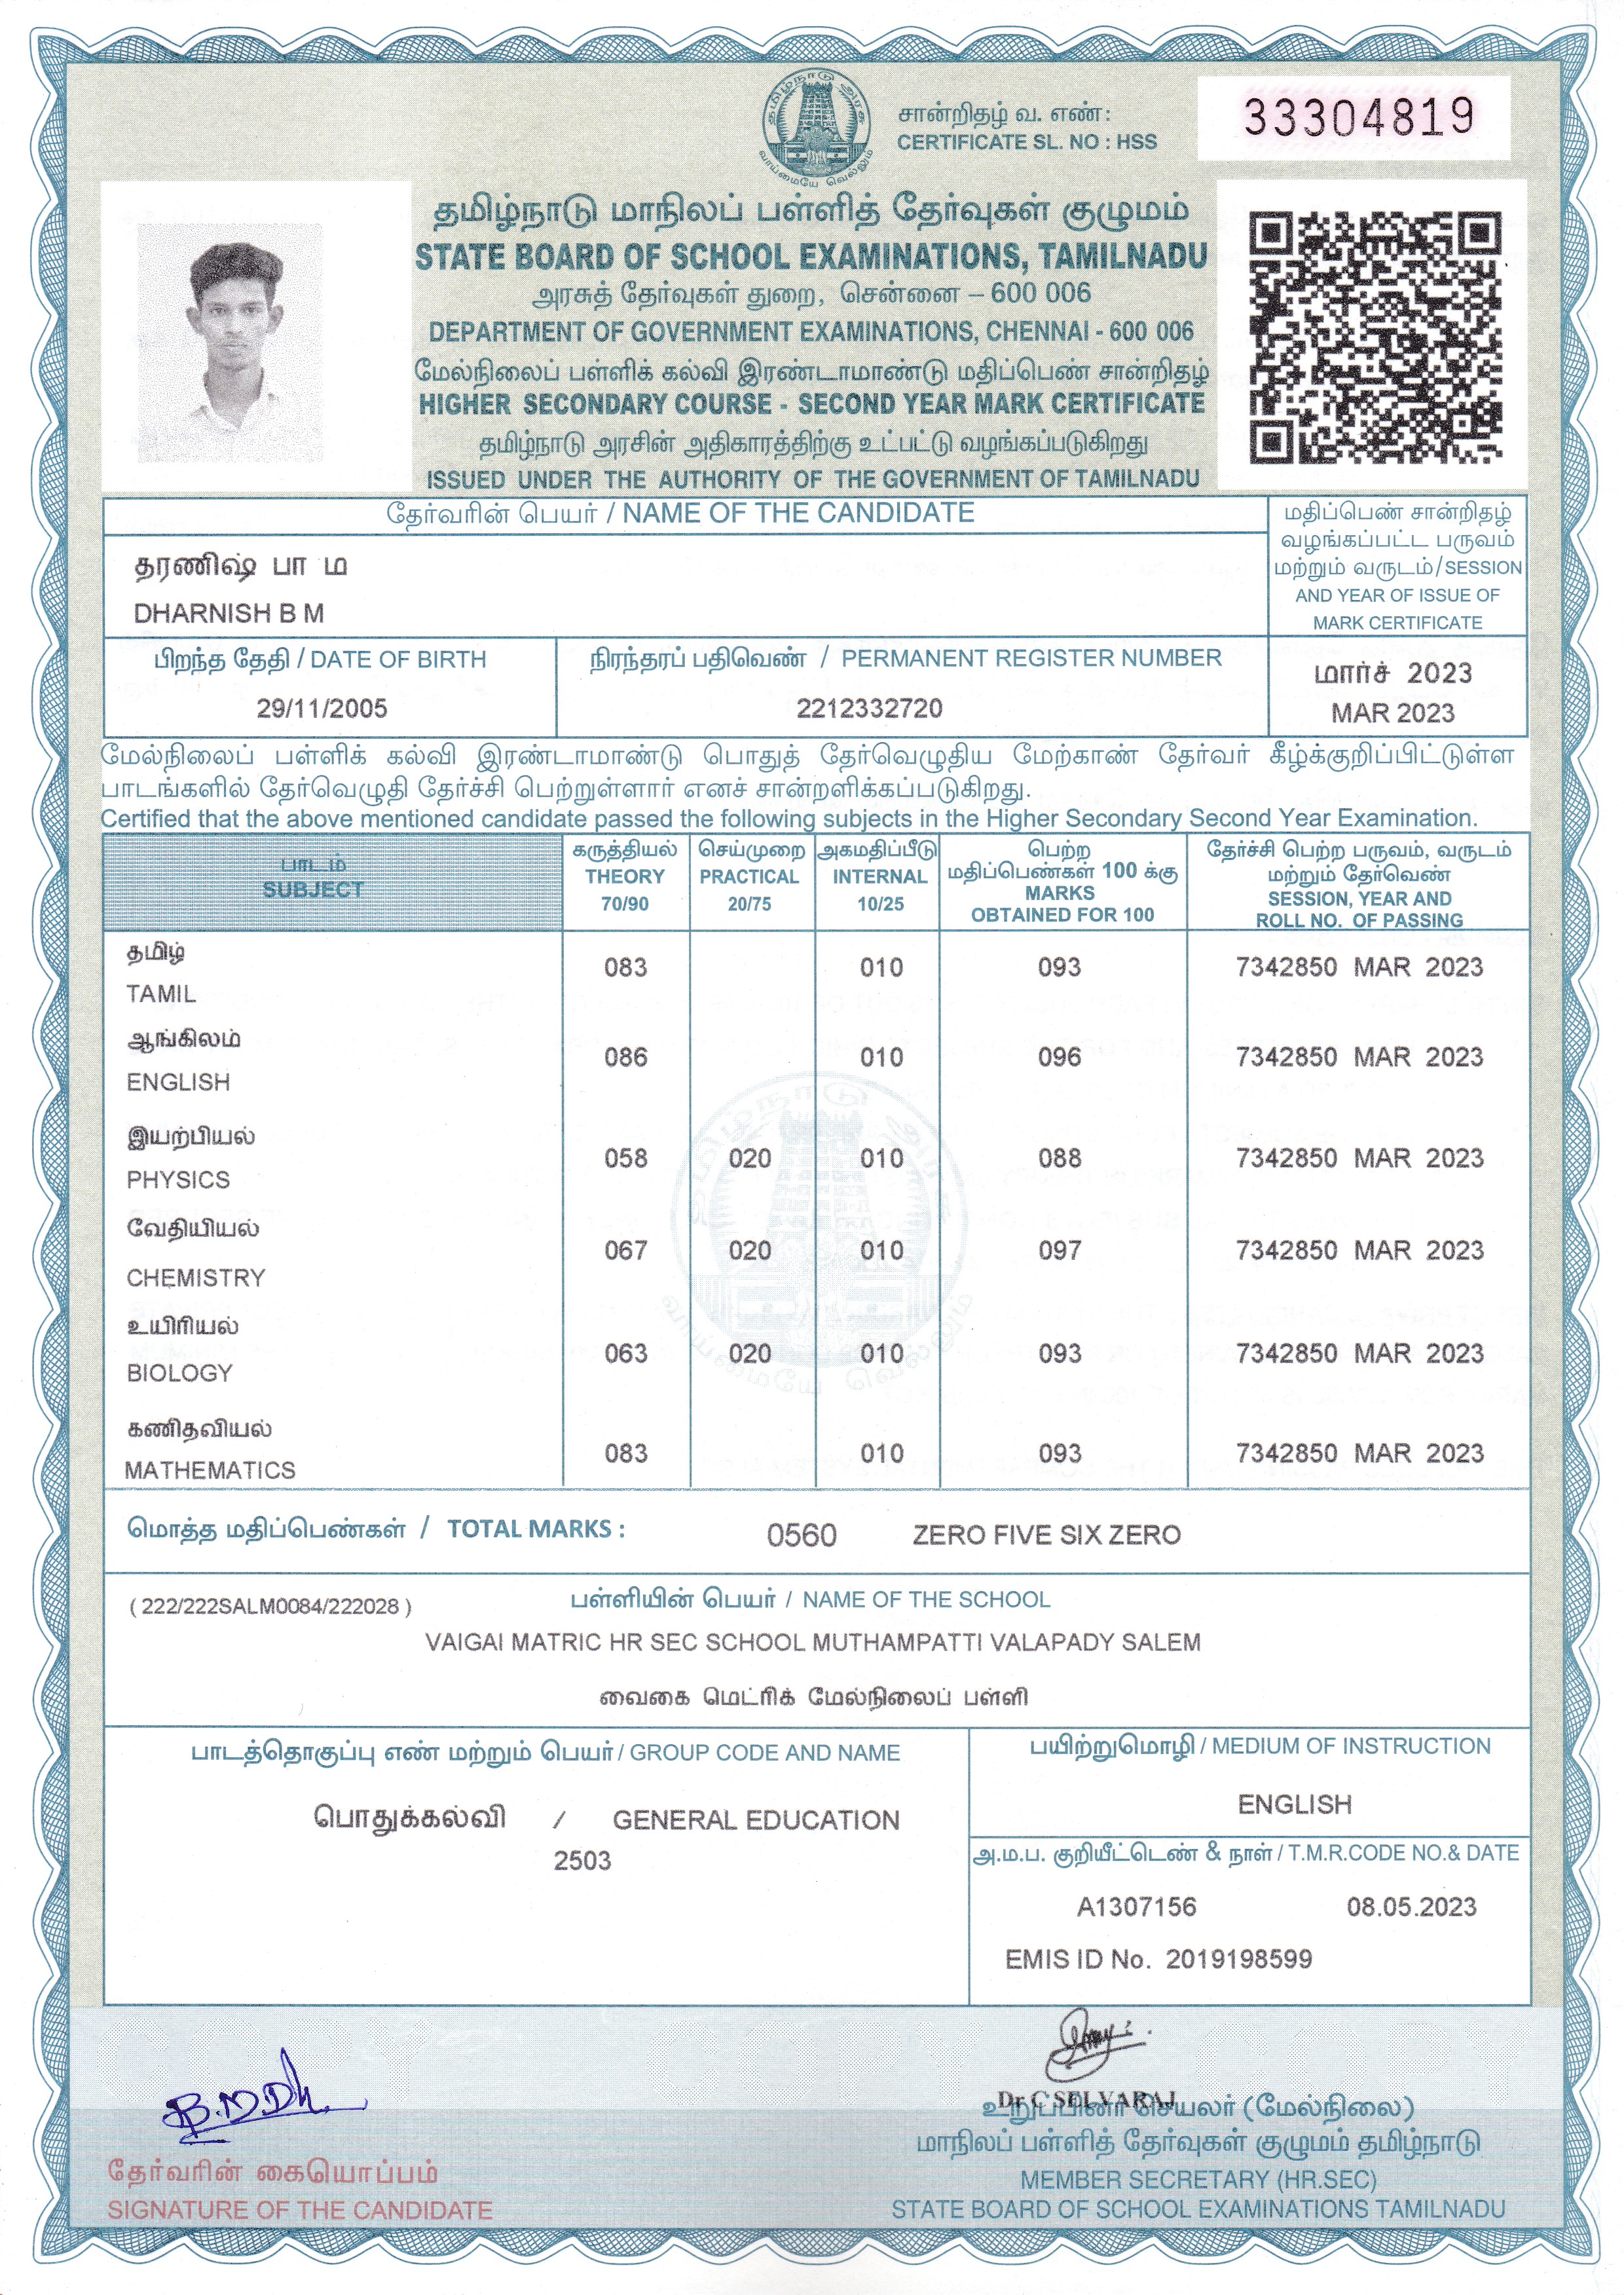 தமிழ்நாடு அரசு
வாய்மையே வெல்லும்
சான்றிதழ் வ. எண்:
CERTIFICATE SL. NO : HSS
33304819
தமிழ்நாடு மாநிலப் பள்ளித் தேர்வுகள் குழுமம்
STATE BOARD OF SCHOOL EXAMINATIONS, TAMILNADU
அரசுத் தேர்வுகள் துறை, சென்னை – 600 006
DEPARTMENT OF GOVERNMENT EXAMINATIONS, CHENNAI - 600 006
மேல்நிலைப் பள்ளிக் கல்வி இரண்டாமாண்டு மதிப்பெண் சான்றிதழ்
HIGHER SECONDARY COURSE - SECOND YEAR MARK CERTIFICATE
தமிழ்நாடு அரசின் அதிகாரத்திற்கு உட்பட்டு வழங்கப்படுகிறது
ISSUED UNDER THE AUTHORITY OF THE GOVERNMENT OF TAMILNADU
தேர்வரின் பெயர் / NAME OF THE CANDIDATE
தரணிஷ் பா ம
DHARNISH B M
மதிப்பெண் சான்றிதழ்
வழங்கப்பட்ட பருவம்
மற்றும் வருடம்/SESSION
AND YEAR OF ISSUE OF
MARK CERTIFICATE
பிறந்த தேதி / DATE OF BIRTH
29/11/2005
நிரந்தரப் பதிவெண் / PERMANENT REGISTER NUMBER
2212332720
மார்ச் 2023
MAR 2023
மேல்நிலைப் பள்ளிக் கல்வி இரண்டாமாண்டு பொதுத் தேர்வெழுதிய மேற்காண் தேர்வர் கீழ்க்குறிப்பிட்டுள்ள
பாடங்களில் தேர்வெழுதி தேர்ச்சி பெற்றுள்ளார் எனச் சான்றளிக்கப்படுகிறது.
Certified that the above mentioned candidate passed the following subjects in the Higher Secondary Second Year Examination.
பாடம்
SUBJECT
கருத்தியல்
THEORY
70/90
செய்முறை
PRACTICAL
20/75
அகமதிப்பீடு
INTERNAL
10/25
பெற்ற
மதிப்பெண்கள் 100 க்கு
MARKS
OBTAINED FOR 100
தேர்ச்சி பெற்ற பருவம், வருடம்
மற்றும் தேர்வெண்
SESSION, YEAR AND
ROLL NO. OF PASSING
தமிழ்
TAMIL
083 010 093 7342850 MAR 2023
ஆங்கிலம்
ENGLISH
086 010 096 7342850 MAR 2023
இயற்பியல்
PHYSICS
058 020 010 088 7342850 MAR 2023
வேதியியல்
CHEMISTRY
067 020 010 097 7342850 MAR 2023
உயிரியல்
BIOLOGY
063 020 010 093 7342850 MAR 2023
கணிதவியல்
MATHEMATICS
083 010 093 7342850 MAR 2023
மொத்த மதிப்பெண்கள் / TOTAL MARKS : 0560 ZERO FIVE SIX ZERO
( 222/222SALM0084/222028 ) பள்ளியின் பெயர் / NAME OF THE SCHOOL
VAIGAI MATRIC HR SEC SCHOOL MUTHAMPATTI VALAPADY SALEM
வைகை மெட்ரிக் மேல்நிலைப் பள்ளி
பாடத்தொகுப்பு எண் மற்றும் பெயர் / GROUP CODE AND NAME
பொதுக்கல்வி / GENERAL EDUCATION
2503
பயிற்றுமொழி / MEDIUM OF INSTRUCTION
ENGLISH
அ.ம.ப. குறியீட்டெண் & நாள் / T.M.R.CODE NO.& DATE
A1307156 08.05.2023
EMIS ID No. 2019198599
B.M.Dh.
தேர்வரின் கையொப்பம்
SIGNATURE OF THE CANDIDATE
Dr C SELVARAJ
உறுப்பினர் செயலர் (மேல்நிலை)
மாநிலப் பள்ளித் தேர்வுகள் குழுமம் தமிழ்நாடு
MEMBER SECRETARY (HR.SEC)
STATE BOARD OF SCHOOL EXAMINATIONS TAMILNADU